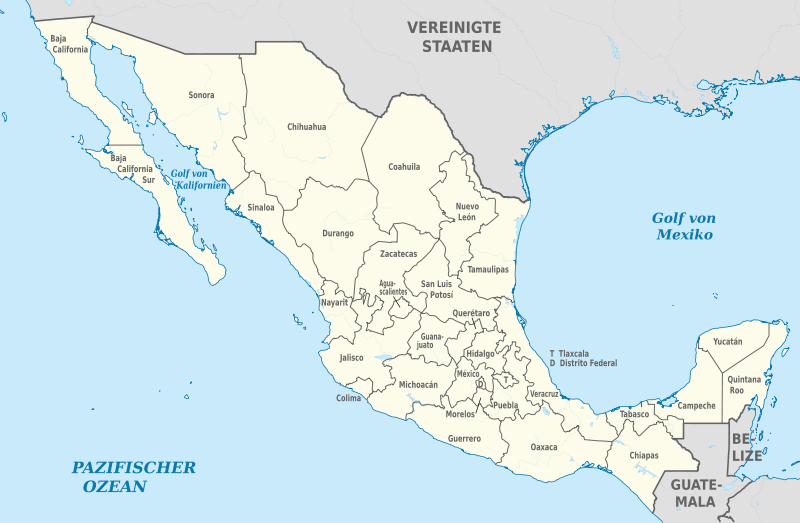 VEREINIGTE
STAATEN
Baja
California
Sonora
Chihuahua
Coahuila
Baja
California
Sur
Golf von
Kalifornien
Sinaloa
Nuevo
León
Durango
Golf von
Mexiko
Zacatecas
Tamaulipas
Agua-
scalientes
San Luis
Potosí
Nayarit
Querétaro
Guana-
juato
Hidalgo
Yucatán
T Tlaxcala
D Distrito Federal
Jalisco
México
D
T
Michoacán
Quintana
Roo
Colima
Veracruz
Morelos
Puebla
Tabasco
Campeche
Guerrero
Oaxaca
Chiapas
BE-
LIZE
PAZIFISCHER
OZEAN
GUATE-
MALA